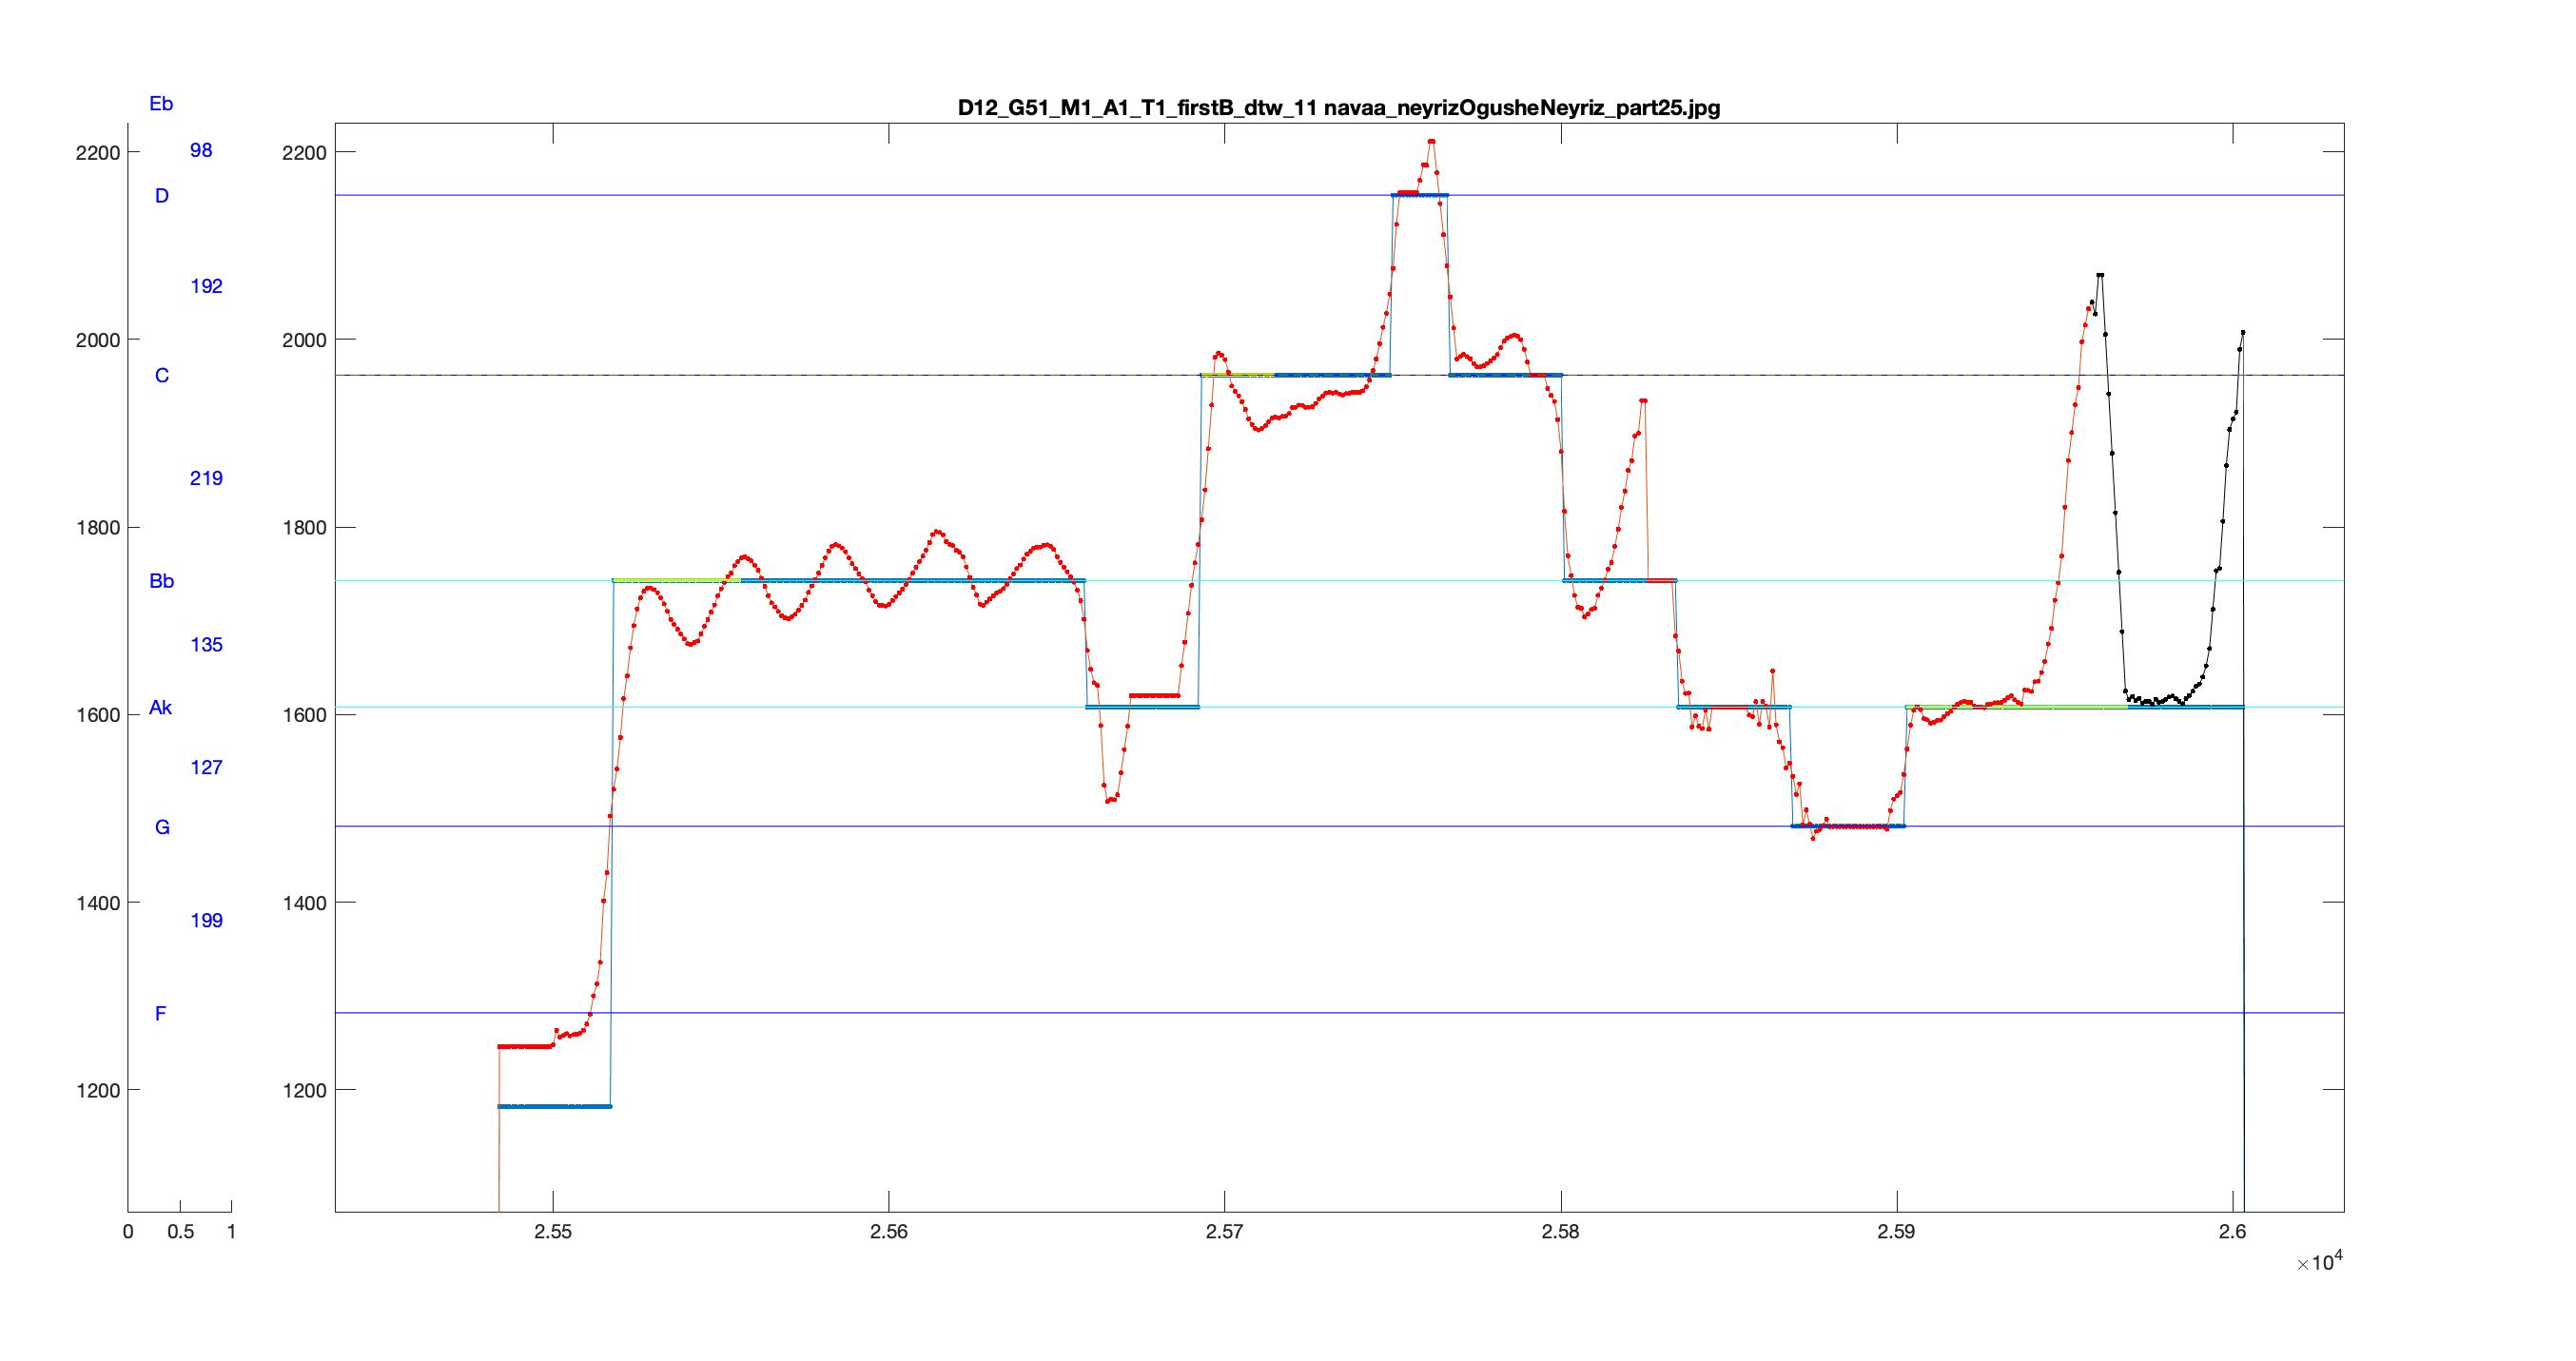 D12_G51_M1_A1_T1_firstB_dtw_11 navaa_neyrizOgusheNeyriz_part25.jpg
Eb
2200 98 2200
D
192
2000 2000
C
219
1800 1800
Bb
135
Ak
1600 1600
127
G
1400 199 1400
F
1200 1200
0 0.5 1 2.55 2.56 2.57 2.58 2.59 2.6
×10^4